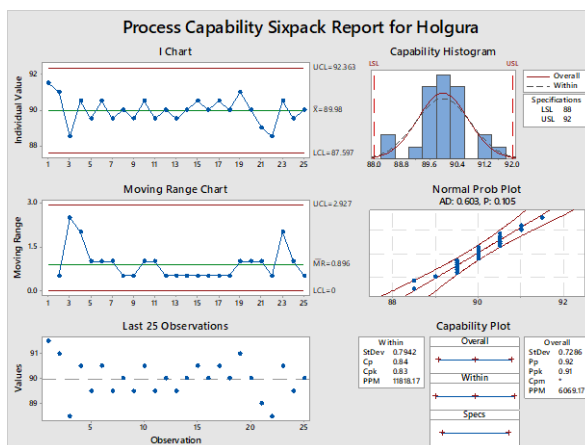 Process Capability Sixpack Report for Holgura
I Chart
Individual Value
92
90
88
1 3 5 7 9 11 13 15 17 19 21 23 25
UCL=92.363
X̄=89.98
LCL=87.597
Capability Histogram
LSL USL
88.0 88.8 89.6 90.4 91.2 92.0
Overall
Within
Specifications
LSL 88
USL 92
Moving Range Chart
Moving Range
3.0
1.5
0.0
1 3 5 7 9 11 13 15 17 19 21 23 25
UCL=2.927
M̅R̅=0.896
LCL=0
Normal Prob Plot
AD: 0.603, P: 0.105
88 90 92
Last 25 Observations
Values
91
90
89
5 10 15 20 25
Observation
Capability Plot
Within
StDev 0.7942
Cp 0.84
Cpk 0.83
PPM 11818.17
Overall
Within
Specs
Overall
StDev 0.7286
Pp 0.92
Ppk 0.91
Cpm *
PPM 6069.17